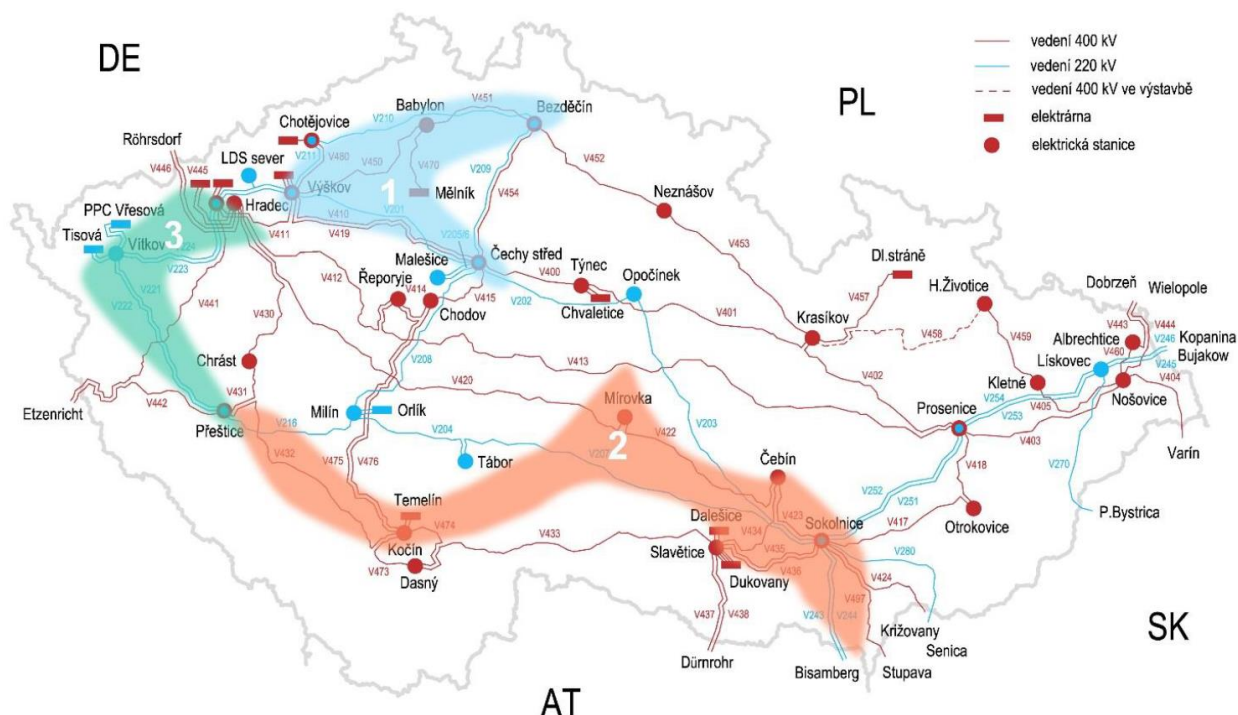 DE
PL
SK
AT
vedení 400 kV
vedení 220 kV
vedení 400 kV ve výstavbě
elektrárna
elektrická stanice
Babylon
V451
Bezděčín
Chotějovice
V210
Röhrsdorf
LDS sever
V211
V480
V450
V470
V209
V452
V446
V445
Výškov
Mělník
V454
Neznášov
PPC Vřesová
Hradec
1
V410
V201
Tisová
3
Vítkov
V224
V223
V411
V419
V205/6
V453
Čechy střed
Malešice
V400
Týnec
Opočínek
Dl.stráně
V222
V221
V441
V412
Řeporyje
V414
V415
V202
Chvaletice
V457
H.Životice
Dobrzeń
Wielopole
V430
Chodov
V401
Krasíkov
V458
V443
V444
V246
Kopanina
Albrechtice
V460
Bujakow
V245
V208
V459
Lískovec
Chrást
V413
V402
Kletné
V254
V404
V431
V420
V405
Nošovice
V442
Etzenricht
Milín
Orlík
Mírovka
V253
Prosenice
V403
Přeštice
V216
V204
V422
V203
Varín
V432
V475
V476
2
V207
V418
V270
Tábor
Čebín
V252
V251
Temelín
V423
P.Bystrica
V474
Dalešice
V434
Sokolnice
V417
Otrokovice
Kočín
V433
Slavětice
V435
V280
V473
Dasný
Dukovany
V436
V424
V497
V437
V438
V243
V244
Križovany
Senica
Dürnrohr
Bisamberg
Stupava